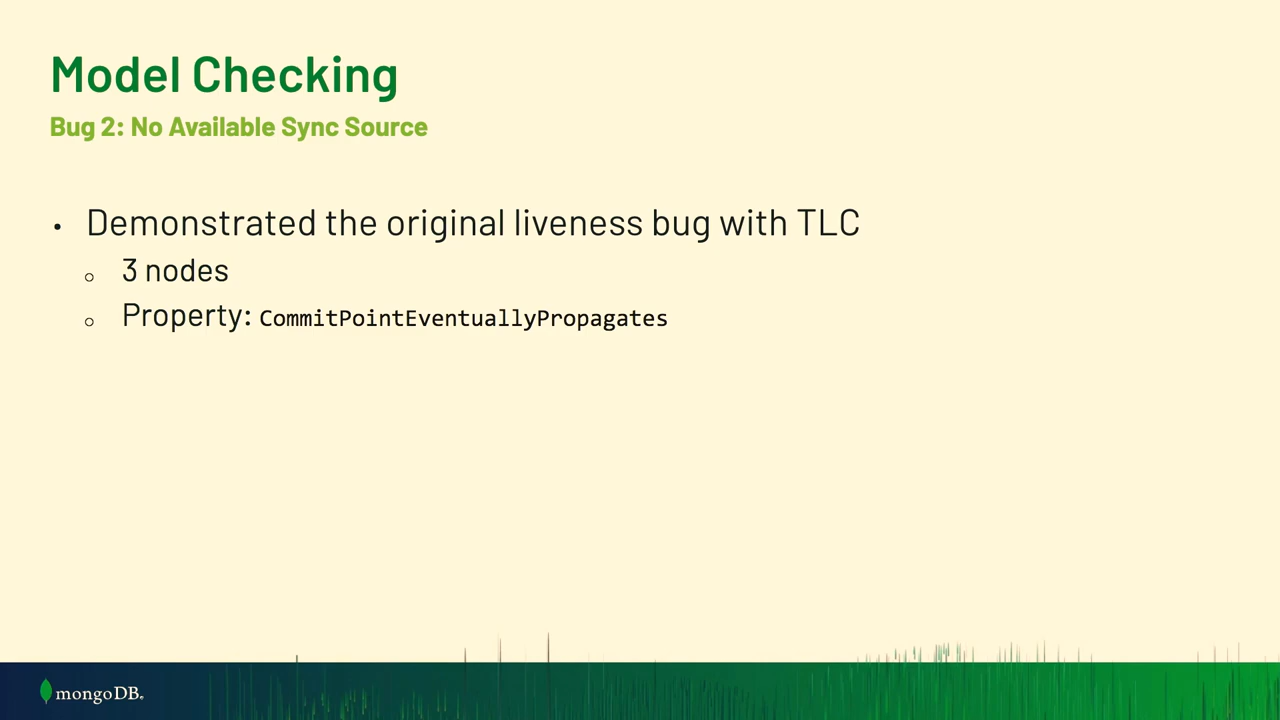 Model Checking
Bug 2: No Available Sync Source
• Demonstrated the original liveness bug with TLC
○ 3 nodes
○ Property: CommitPointEventuallyPropagates
mongoDB®